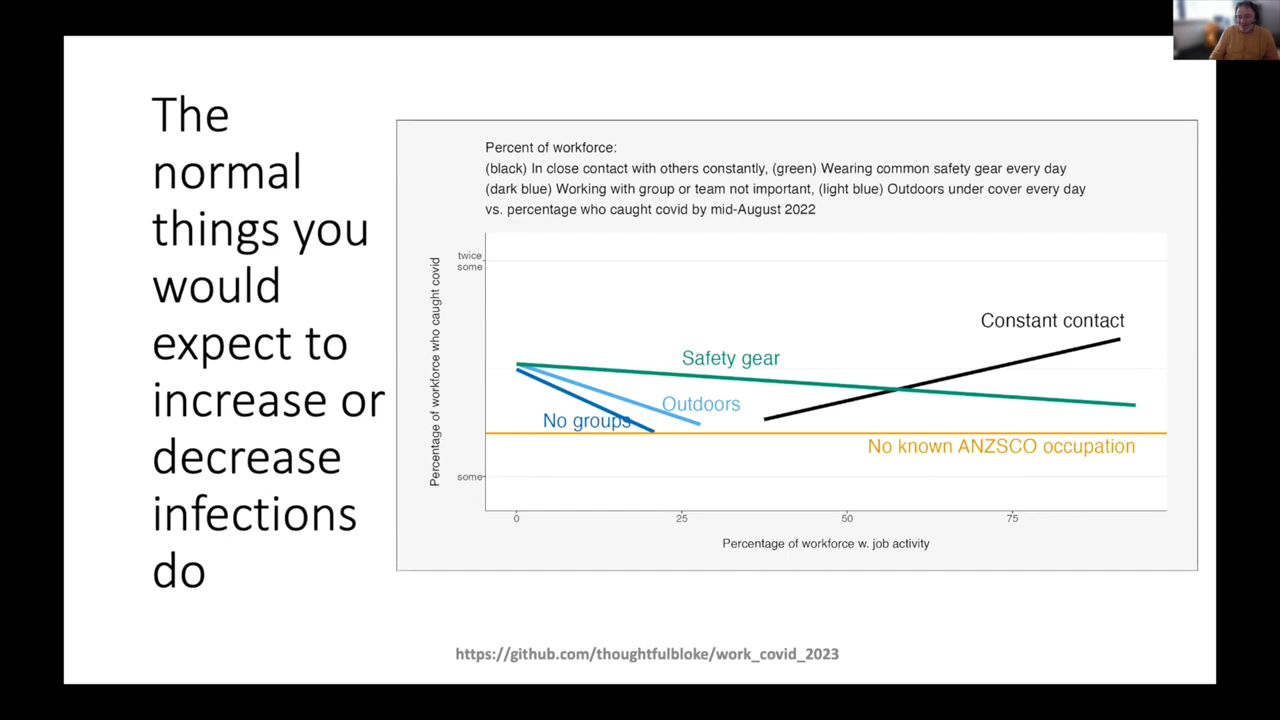 The
normal
things you
would
expect to
increase or
decrease
infections
do
Percent of workforce:
(black) In close contact with others constantly, (green) Wearing common safety gear every day
(dark blue) Working with group or team not important, (light blue) Outdoors under cover every day
vs. percentage who caught covid by mid-August 2022
Percentage of workforce who caught covid
twice
some
some
Constant contact
Safety gear
Outdoors
No groups
No known ANZSCO occupation
0 25 50 75
Percentage of workforce w. job activity
https://github.com/thoughtfulbloke/work_covid_2023